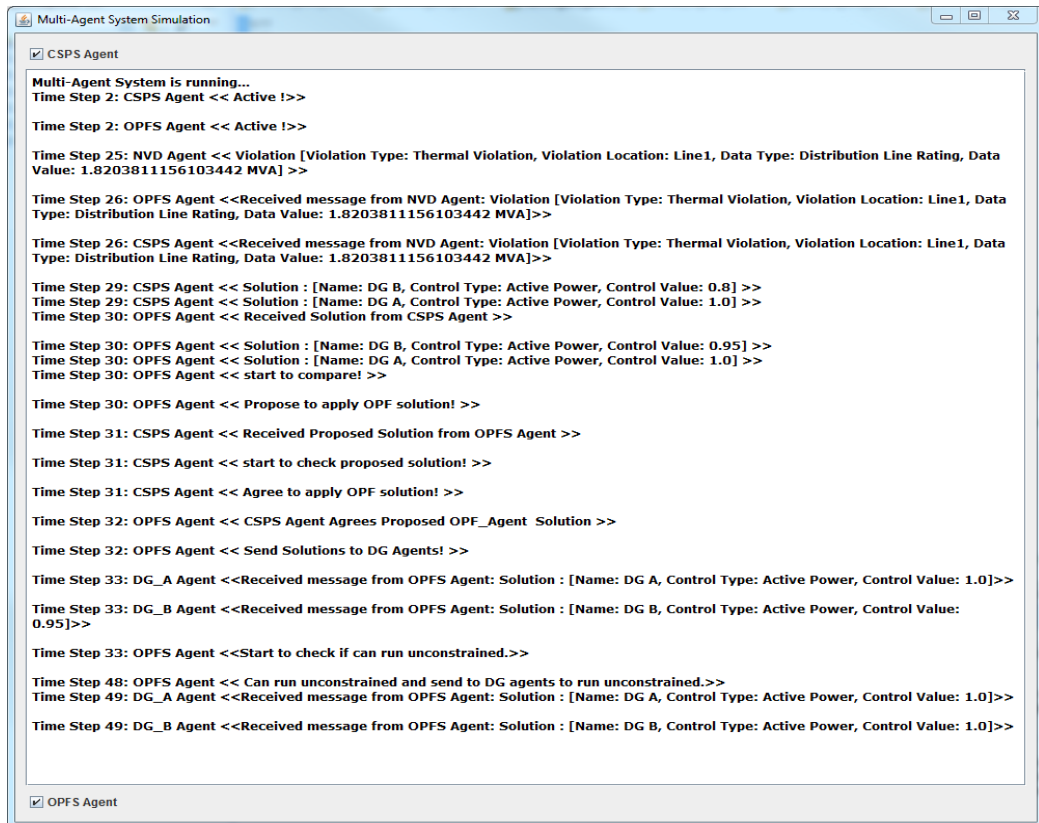 Multi-Agent System Simulation
CSPS Agent
Multi-Agent System is running...
Time Step 2: CSPS Agent << Active !>>
Time Step 2: OPFS Agent << Active !>>
Time Step 25: NVD Agent << Violation [Violation Type: Thermal Violation, Violation Location: Line1, Data Type: Distribution Line Rating, Data
Value: 1.8203811156103442 MVA] >>
Time Step 26: OPFS Agent <<Received message from NVD Agent: Violation [Violation Type: Thermal Violation, Violation Location: Line1, Data
Type: Distribution Line Rating, Data Value: 1.8203811156103442 MVA]>>
Time Step 26: CSPS Agent <<Received message from NVD Agent: Violation [Violation Type: Thermal Violation, Violation Location: Line1, Data
Type: Distribution Line Rating, Data Value: 1.8203811156103442 MVA]>>
Time Step 29: CSPS Agent << Solution : [Name: DG B, Control Type: Active Power, Control Value: 0.8] >>
Time Step 29: CSPS Agent << Solution : [Name: DG A, Control Type: Active Power, Control Value: 1.0] >>
Time Step 30: OPFS Agent << Received Solution from CSPS Agent >>
Time Step 30: OPFS Agent << Solution : [Name: DG B, Control Type: Active Power, Control Value: 0.95] >>
Time Step 30: OPFS Agent << Solution : [Name: DG A, Control Type: Active Power, Control Value: 1.0] >>
Time Step 30: OPFS Agent << start to compare! >>
Time Step 30: OPFS Agent << Propose to apply OPF solution! >>
Time Step 31: CSPS Agent << Received Proposed Solution from OPFS Agent >>
Time Step 31: CSPS Agent << start to check proposed solution! >>
Time Step 31: CSPS Agent << Agree to apply OPF solution! >>
Time Step 32: OPFS Agent << CSPS Agent Agrees Proposed OPF_Agent  Solution >>
Time Step 32: OPFS Agent << Send Solutions to DG Agents! >>
Time Step 33: DG_A Agent <<Received message from OPFS Agent: Solution : [Name: DG A, Control Type: Active Power, Control Value: 1.0]>>
Time Step 33: DG_B Agent <<Received message from OPFS Agent: Solution : [Name: DG B, Control Type: Active Power, Control Value:
0.95]>>
Time Step 33: OPFS Agent <<Start to check if can run unconstrained.>>
Time Step 48: OPFS Agent << Can run unconstrained and send to DG agents to run unconstrained.>>
Time Step 49: DG_A Agent <<Received message from OPFS Agent: Solution : [Name: DG A, Control Type: Active Power, Control Value: 1.0]>>
Time Step 49: DG_B Agent <<Received message from OPFS Agent: Solution : [Name: DG B, Control Type: Active Power, Control Value: 1.0]>>
OPFS Agent